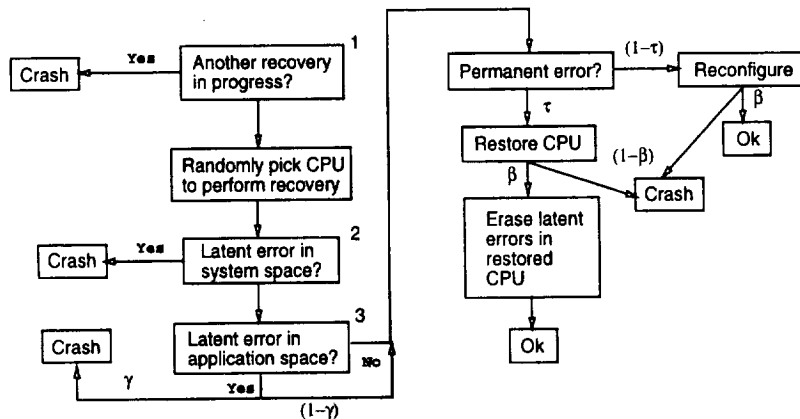 1
Another recovery
in progress?
Yes
Crash
Randomly pick CPU
to perform recovery
2
Latent error in
system space?
Yes
Crash
3
Latent error in
application space?
Crash
No
Yes
γ
(1-γ)
Permanent error?
(1-τ)
Reconfigure
τ
β
Restore CPU
(1-β)
Ok
β
Crash
Erase latent
errors in
restored
CPU
Ok